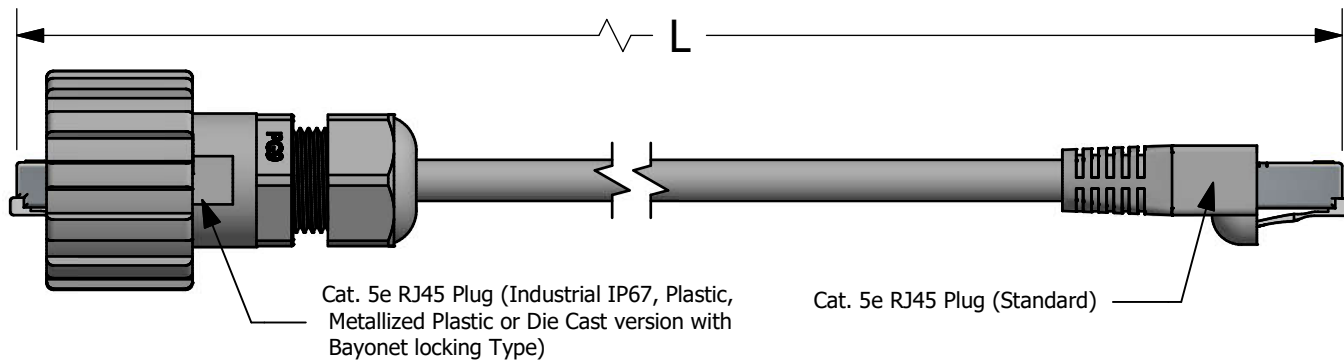 L
PG9
Cat. 5e RJ45 Plug (Industrial IP67, Plastic,
Metallized Plastic or Die Cast version with
Bayonet locking Type)
Cat. 5e RJ45 Plug (Standard)